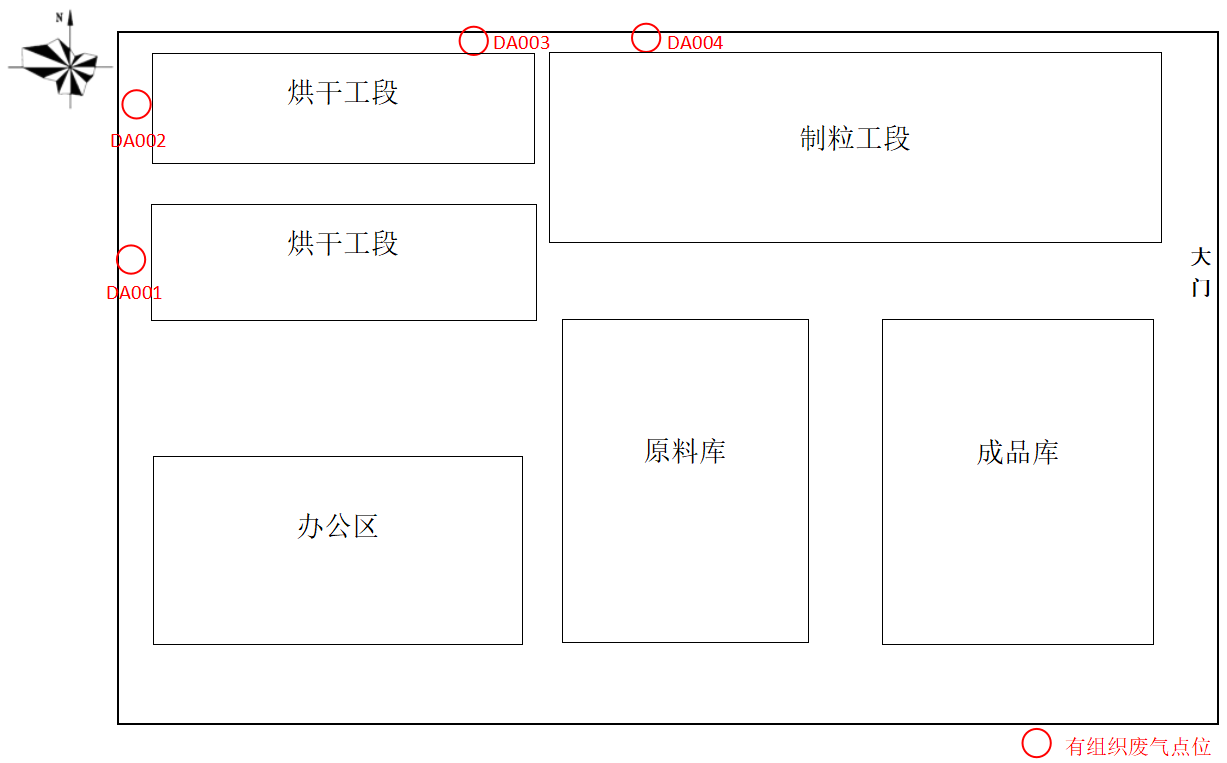 N
DA003
DA004
烘干工段
制粒工段
DA002
烘干工段
大
门
DA001
原料库
成品库
办公区
有组织废气点位